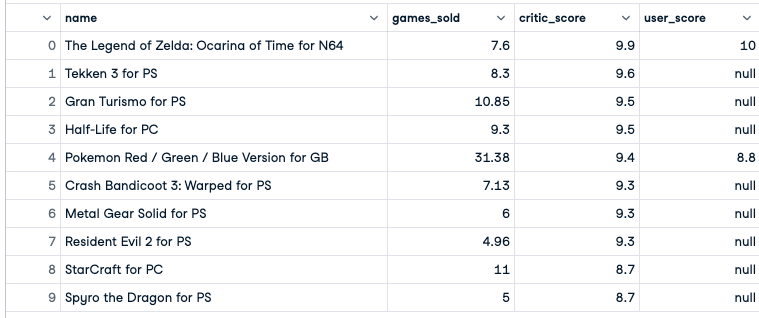 name games_sold critic_score user_score
0 The Legend of Zelda: Ocarina of Time for N64 7.6 9.9 10
1 Tekken 3 for PS 8.3 9.6 null
2 Gran Turismo for PS 10.85 9.5 null
3 Half-Life for PC 9.3 9.5 null
4 Pokemon Red / Green / Blue Version for GB 31.38 9.4 8.8
5 Crash Bandicoot 3: Warped for PS 7.13 9.3 null
6 Metal Gear Solid for PS 6 9.3 null
7 Resident Evil 2 for PS 4.96 9.3 null
8 StarCraft for PC 11 8.7 null
9 Spyro the Dragon for PS 5 8.7 null